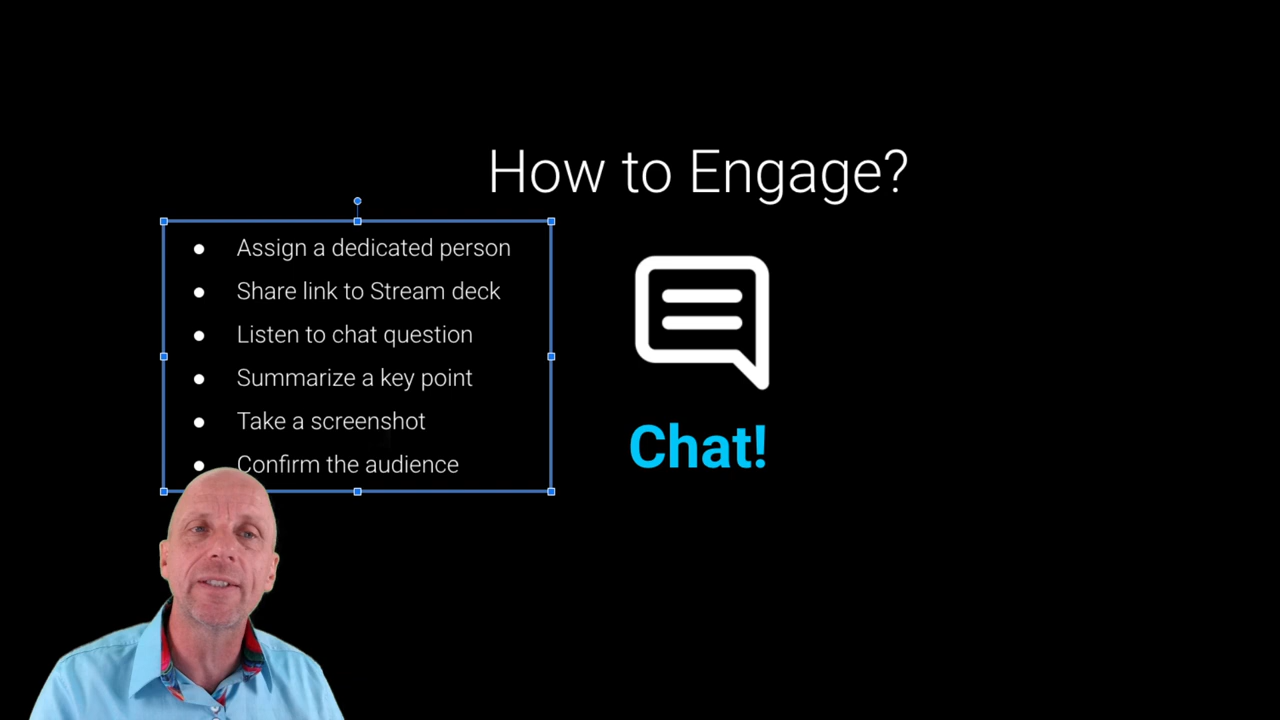 How to Engage?
● Assign a dedicated person
● Share link to Stream deck
● Listen to chat question
● Summarize a key point
● Take a screenshot
● Confirm the audience
Chat!